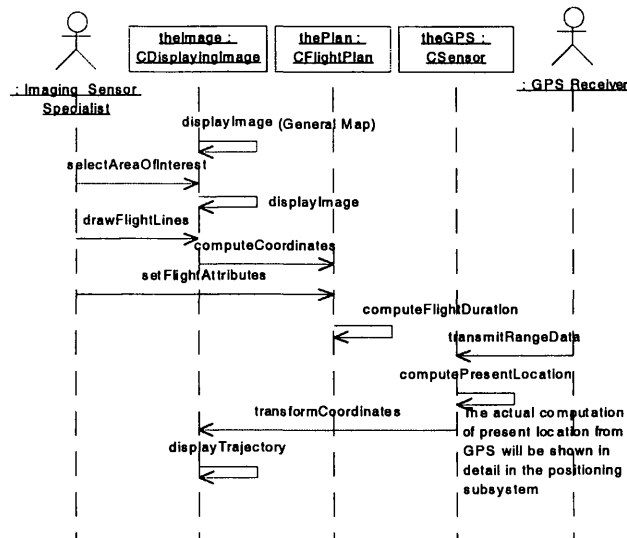 theImage :
CDisplayingImage
thePlan :
CFlightPlan
theGPS :
CSensor
: Imaging Sensor
Specialist
: GPS Receiver
displayImage (General Map)
selectAreaOfInterest
displayImage
drawFlightLines
computeCoordinates
setFlightAttributes
computeFlightDuration
transmitRangeData
computePresentLocation
transformCoordinates
The actual computation
of present location from
GPS will be shown in
detail in the positioning
subsystem
displayTrajectory